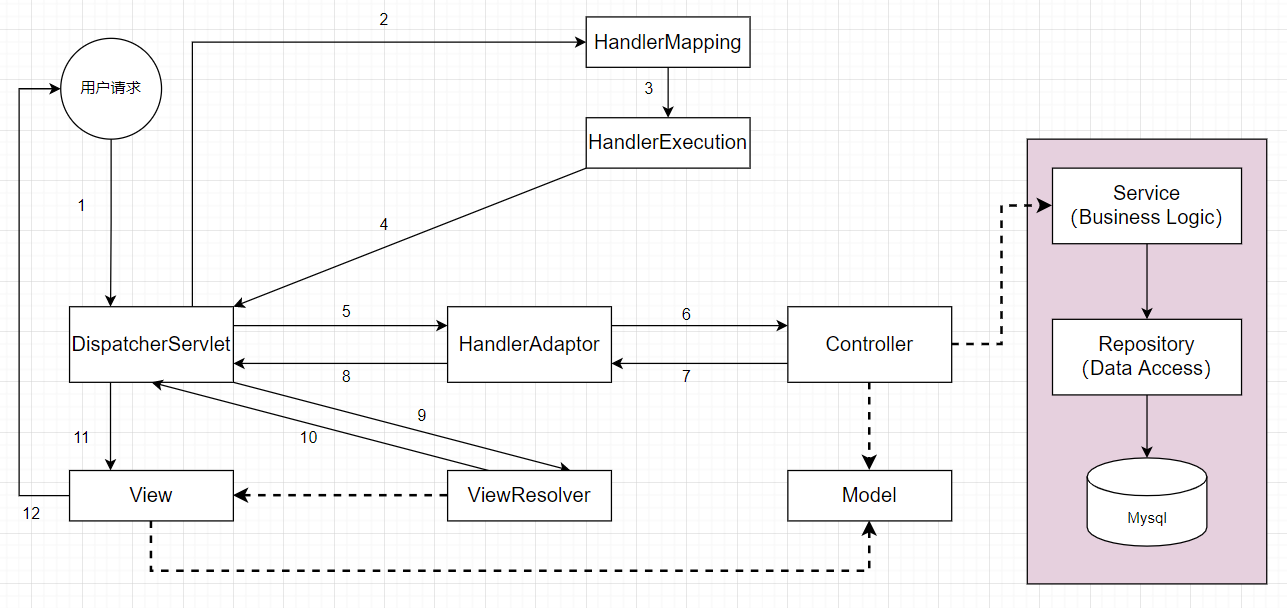 2
HandlerMapping
用户请求
3
HandlerExecution
1
4
Service
（Business Logic）
5
6
DispatcherServlet
HandlerAdaptor
Controller
Repository
（Data Access）
8
7
9
11
10
View
ViewResolver
Model
12
Mysql